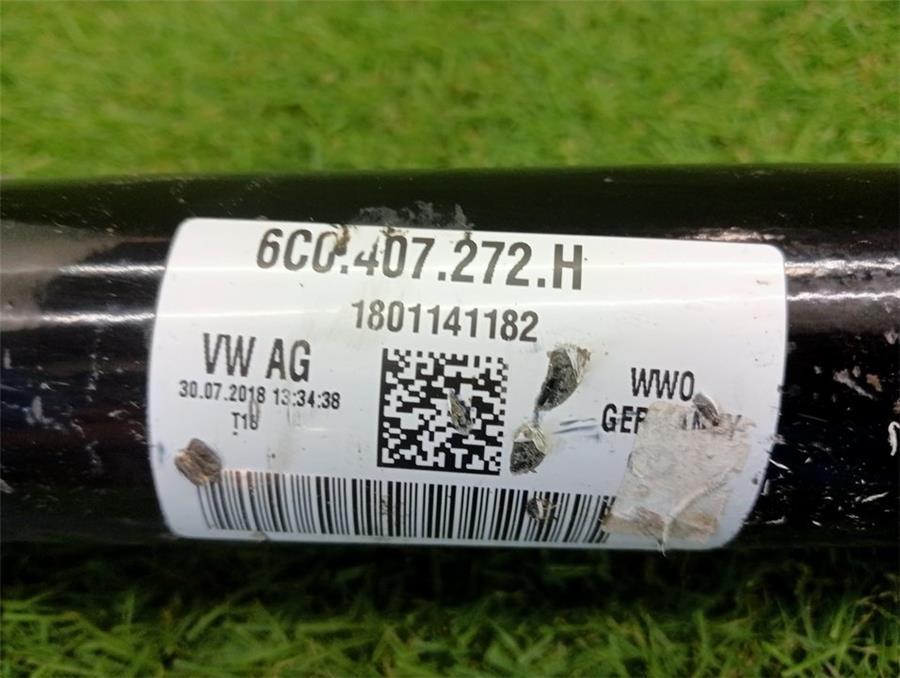 6C0.407.272.H
1801141182
VW AG
30.07.2018 13:34:38
T18
WWO